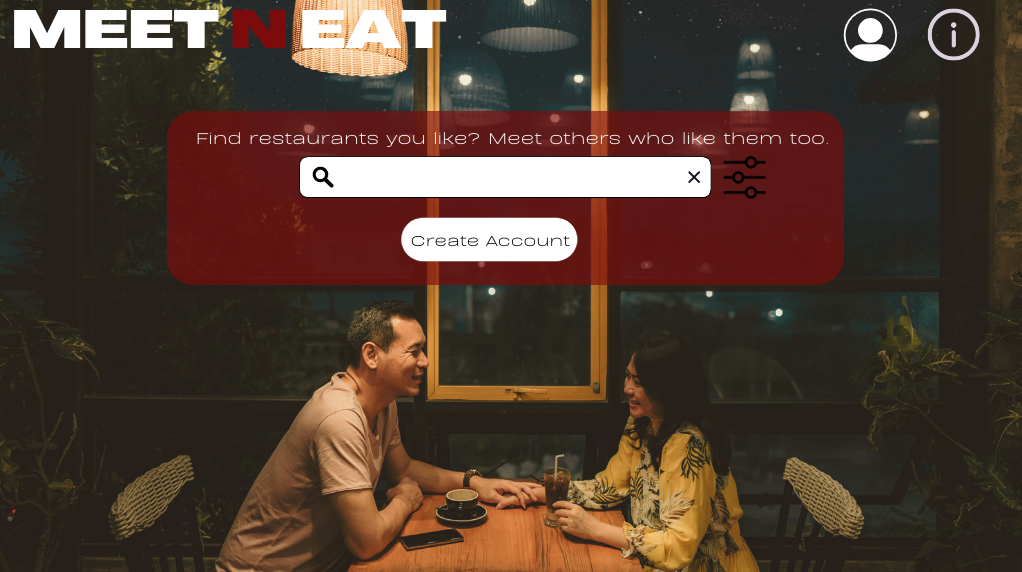 MEET N EAT
Find restaurants you like? Meet others who like them too.
Create Account